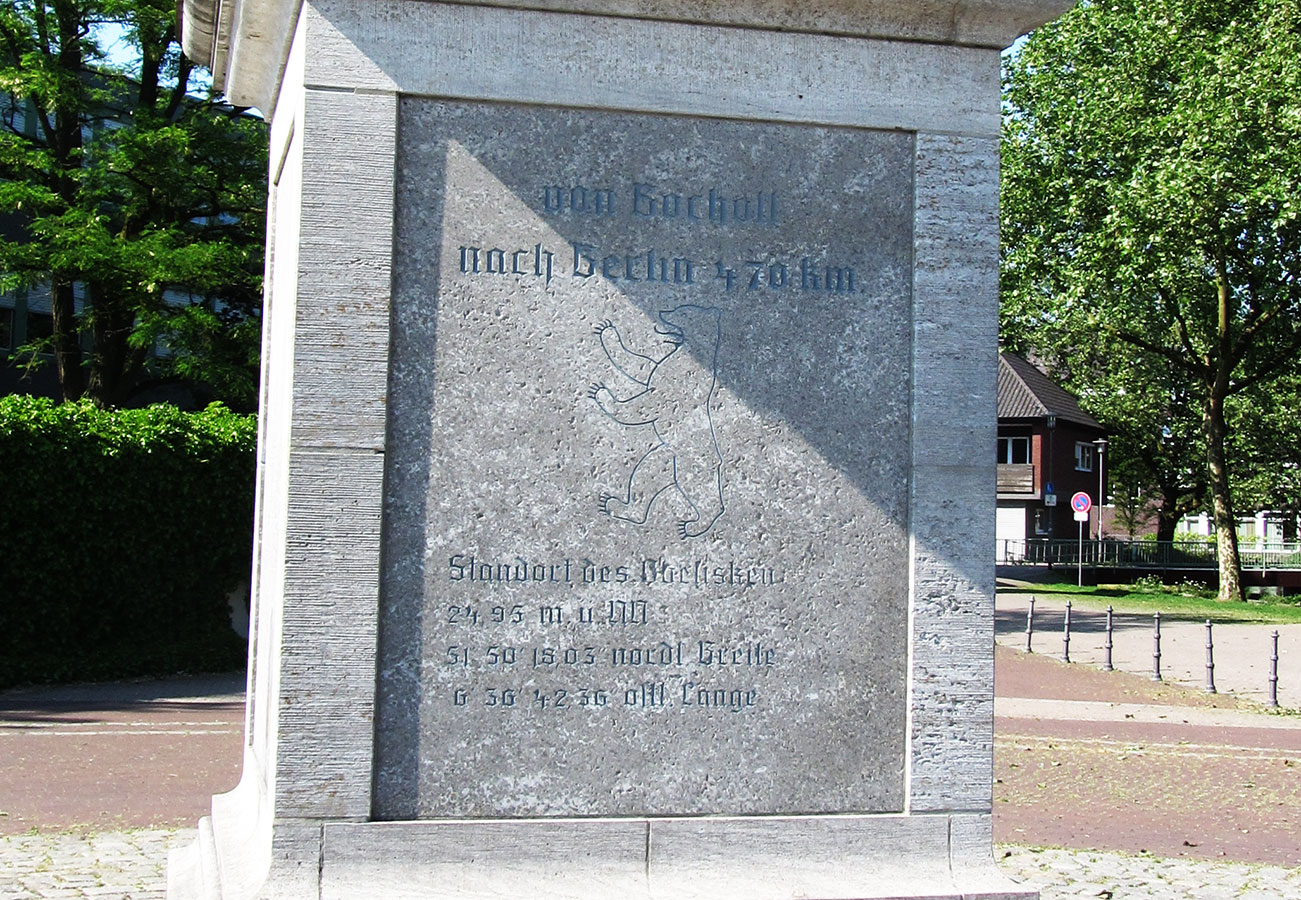 von Bocholt
nach Berlin 470 km
Standort des Obelisken
24,95 m. ü. NN
51° 50' 18,03" nördl. Breite
6° 36' 42,36" östl. Länge